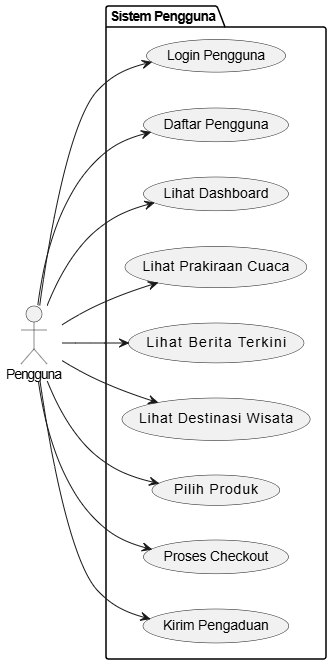 Sistem Pengguna
Login Pengguna
Daftar Pengguna
Lihat Dashboard
Lihat Prakiraan Cuaca
Lihat Berita Terkini
Pengguna
Lihat Destinasi Wisata
Pilih Produk
Proses Checkout
Kirim Pengaduan